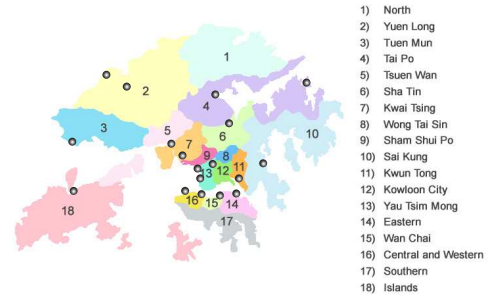 1) North
2) Yuen Long
3) Tuen Mun
4) Tai Po
5) Tsuen Wan
6) Sha Tin
7) Kwai Tsing
8) Wong Tai Sin
9) Sham Shui Po
10) Sai Kung
11) Kwun Tong
12) Kowloon City
13) Yau Tsim Mong
14) Eastern
15) Wan Chai
16) Central and Western
17) Southern
18) Islands
1
2
4
3
5
6
10
7
9
8
13
12
11
16
15
14
18
17